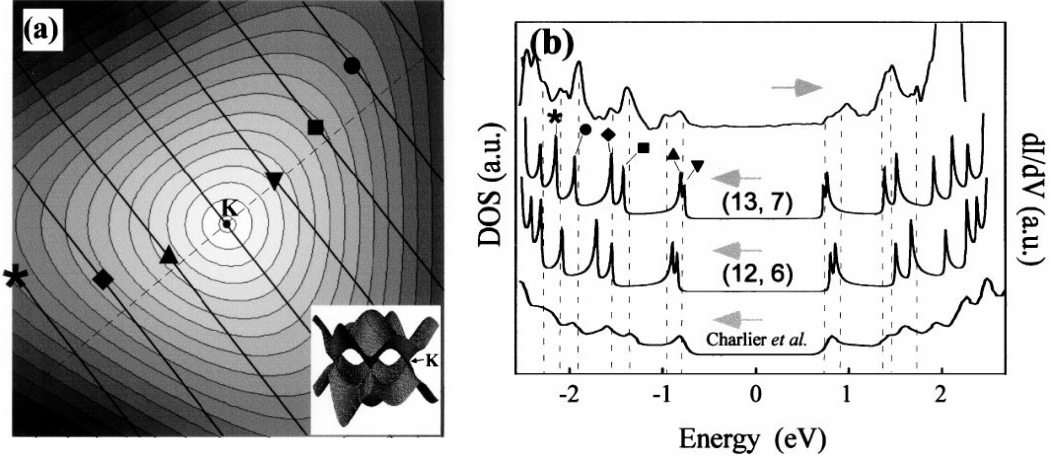 (a)
K
K
(b)
DOS (a.u.)
dI/dV (a.u.)
(13, 7)
(12, 6)
Charlier et al.
-2 -1 0 1 2
Energy (eV)